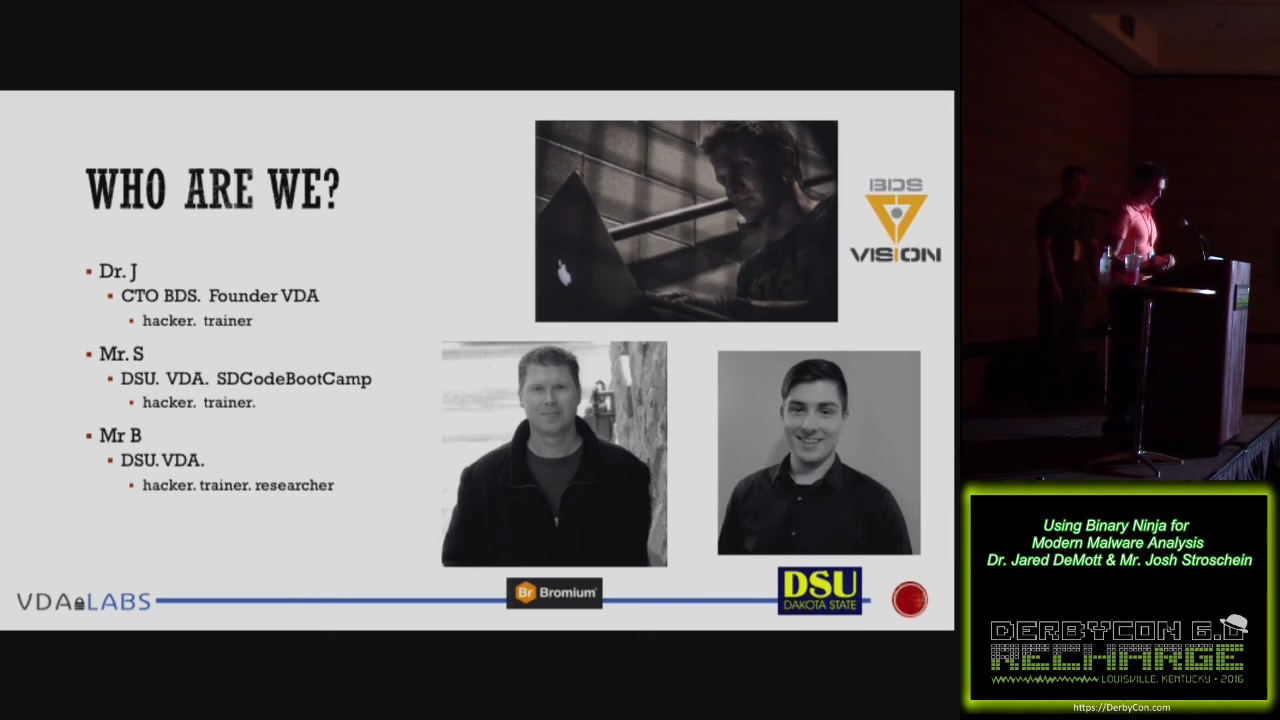 WHO ARE WE?
Dr. J
CTO BDS. Founder VDA
hacker. trainer
Mr. S
DSU. VDA. SDCodeBootCamp
hacker. trainer.
Mr B
DSU. VDA.
hacker. trainer. researcher
BDS
VISION
VDA LABS
Br Bromium
DSU
DAKOTA STATE
Using Binary Ninja for
Modern Malware Analysis
Dr. Jared DeMott & Mr. Josh Stroschein
DERBYCON 6.0
RECHARGE
LOUISVILLE, KENTUCKY • 2016
https://DerbyCon.com